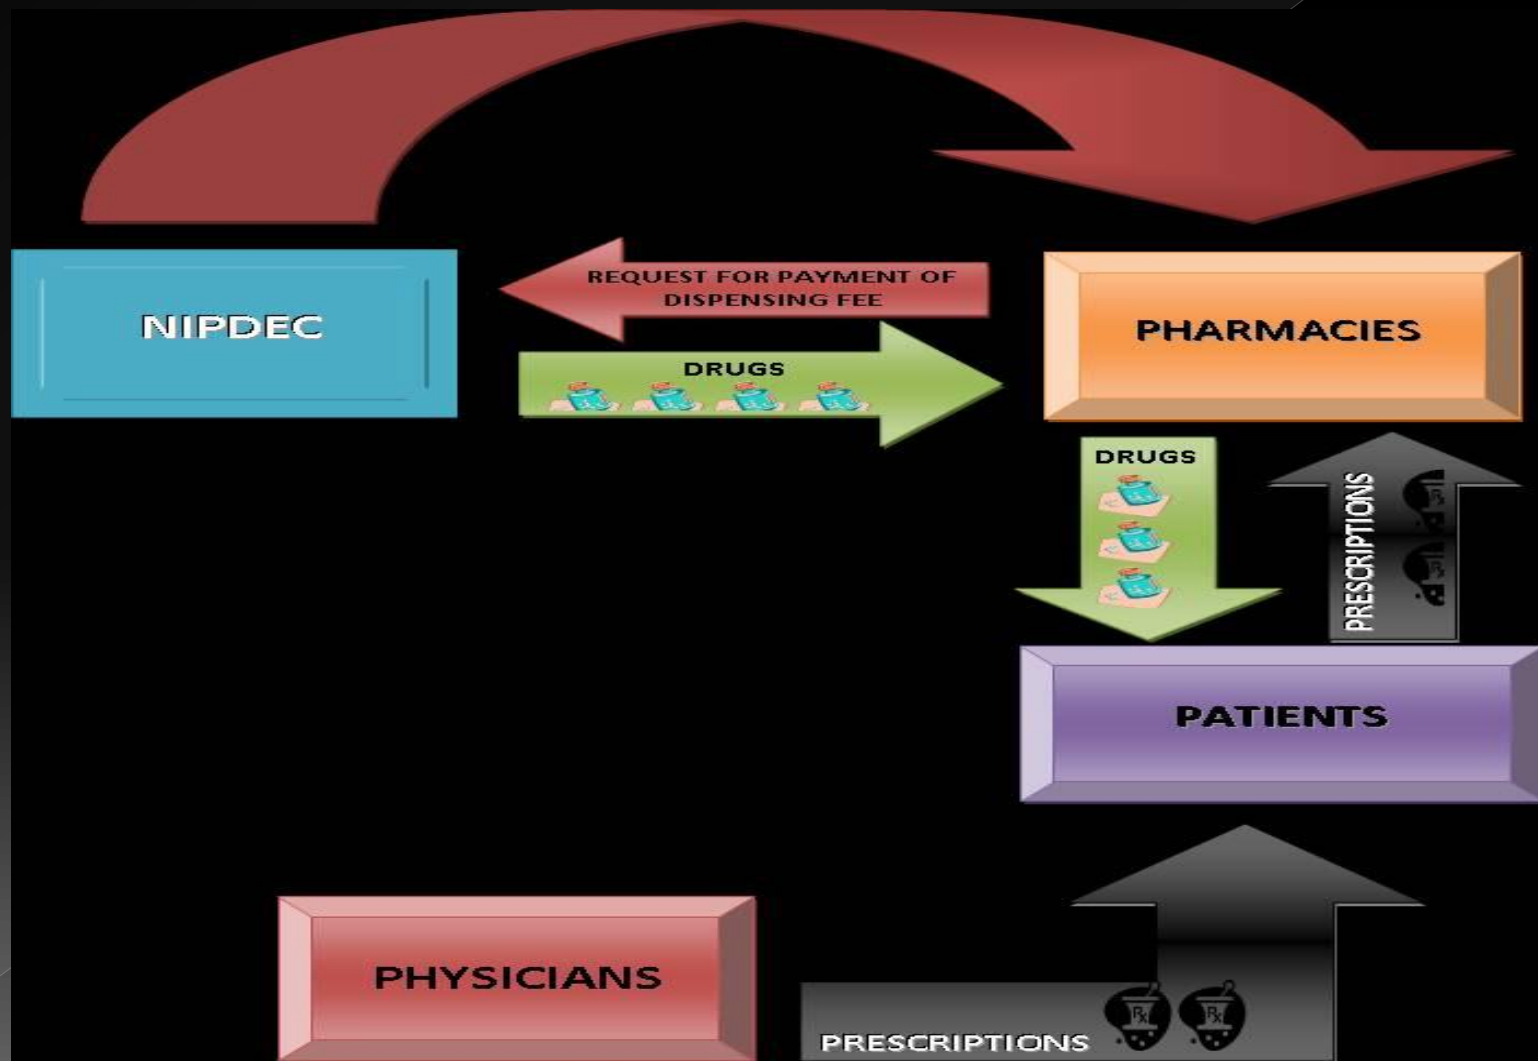 REQUEST FOR PAYMENT OF
DISPENSING FEE
NIPDEC
PHARMACIES
DRUGS
DRUGS
PRESCRIPTIONS
PATIENTS
PHYSICIANS
PRESCRIPTIONS